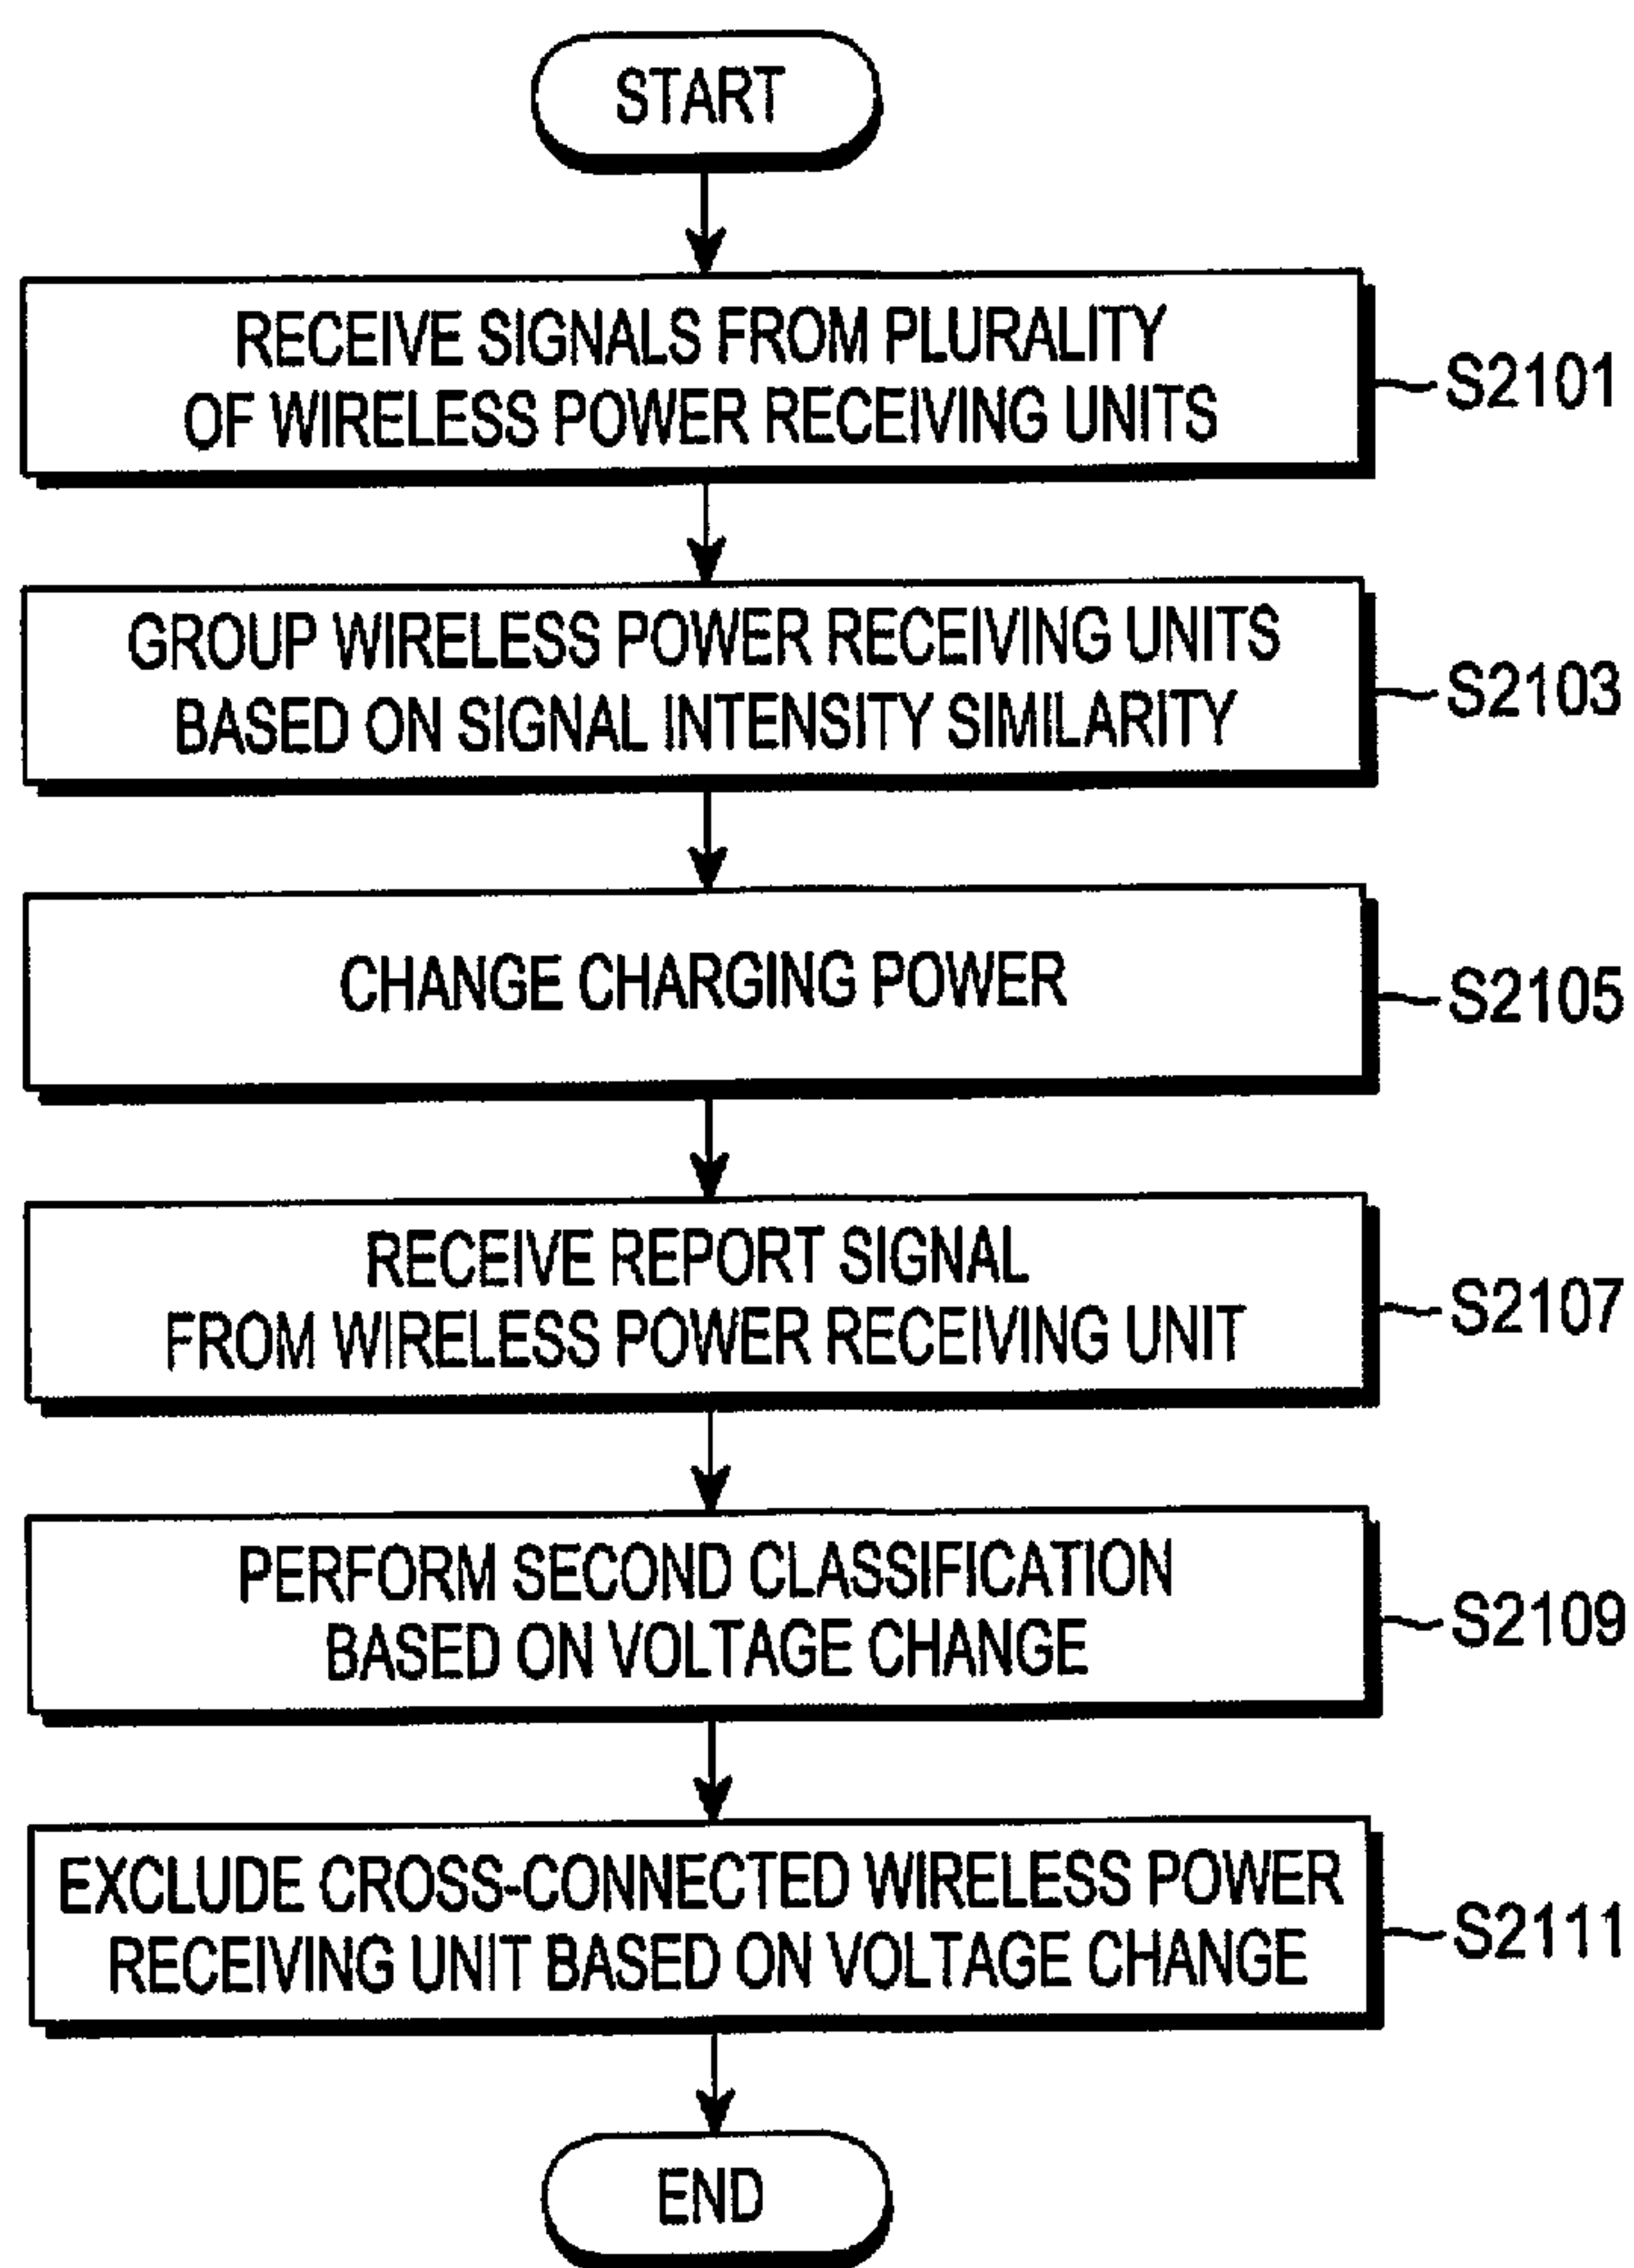 START
RECEIVE SIGNALS FROM PLURALITY
OF WIRELESS POWER RECEIVING UNITS
S2101
GROUP WIRELESS POWER RECEIVING UNITS
BASED ON SIGNAL INTENSITY SIMILARITY
S2103
CHANGE CHARGING POWER
S2105
RECEIVE REPORT SIGNAL
FROM WIRELESS POWER RECEIVING UNIT
S2107
PERFORM SECOND CLASSIFICATION
BASED ON VOLTAGE CHANGE
S2109
EXCLUDE CROSS-CONNECTED WIRELESS POWER
RECEIVING UNIT BASED ON VOLTAGE CHANGE
S2111
END